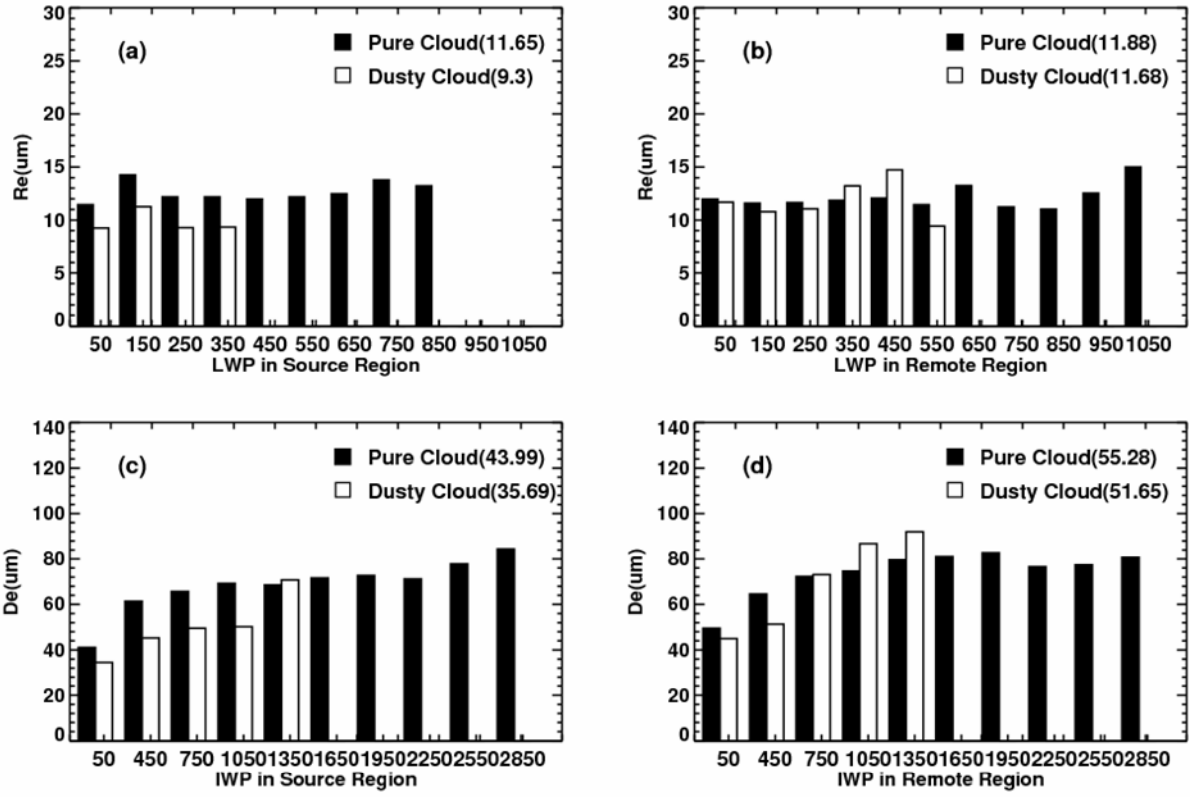 30
25
20
15
10
5
0
Re(um)
(a)
Pure Cloud(11.65)
Dusty Cloud(9.3)
50 150 250 350 450 550 650 750 850 950 1050
LWP in Source Region
30
25
20
15
10
5
0
Re(um)
(b)
Pure Cloud(11.88)
Dusty Cloud(11.68)
50 150 250 350 450 550 650 750 850 950 1050
LWP in Remote Region
140
120
100
80
60
40
20
0
De(um)
(c)
Pure Cloud(43.99)
Dusty Cloud(35.69)
50 450 750 1050 1350 1650 1950 2250 2550 2850
IWP in Source Region
140
120
100
80
60
40
20
0
De(um)
(d)
Pure Cloud(55.28)
Dusty Cloud(51.65)
50 450 750 1050 1350 1650 1950 2250 2550 2850
IWP in Remote Region